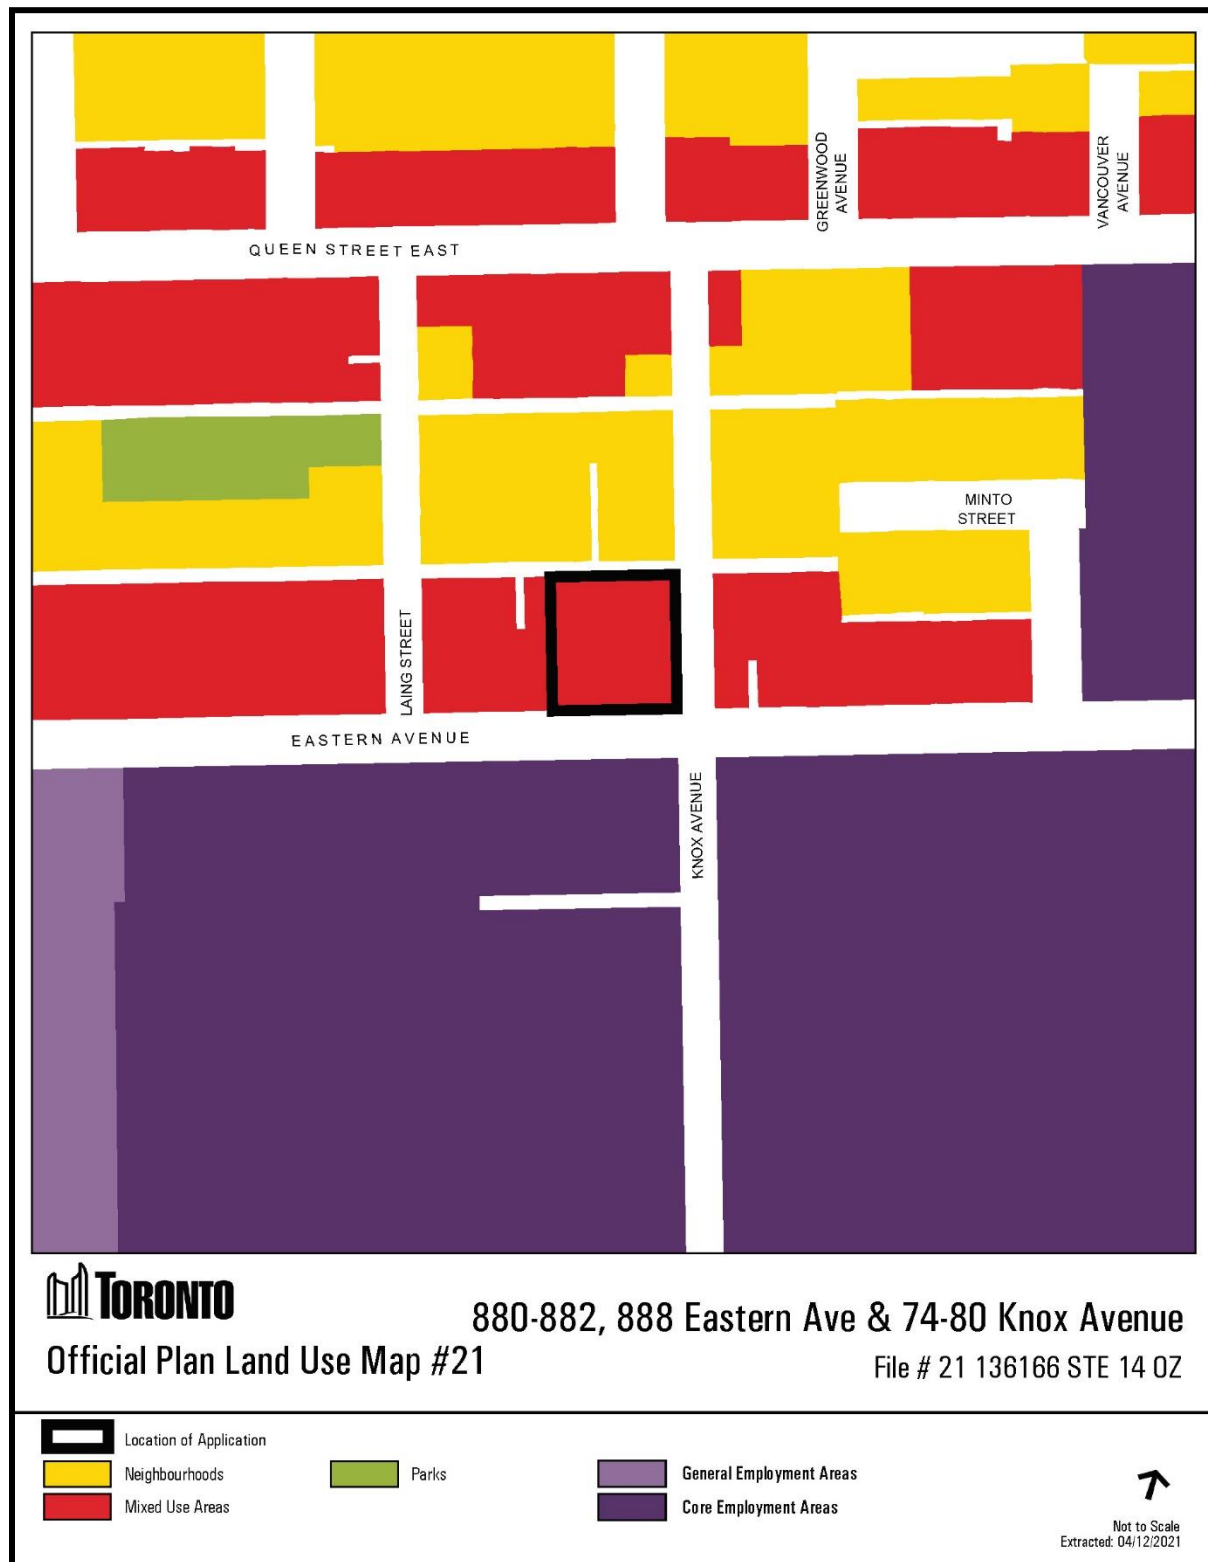 GREENWOOD
AVENUE
VANCOUVER
AVENUE
QUEEN STREET EAST
MINTO
STREET
LAING STREET
EASTERN AVENUE
KNOX AVENUE
TORONTO
880-882, 888 Eastern Ave & 74-80 Knox Avenue
Official Plan Land Use Map #21
File # 21 136166 STE 14 OZ
Location of Application
Neighbourhoods
Parks
General Employment Areas
Mixed Use Areas
Core Employment Areas
Not to Scale
Extracted: 04/12/2021